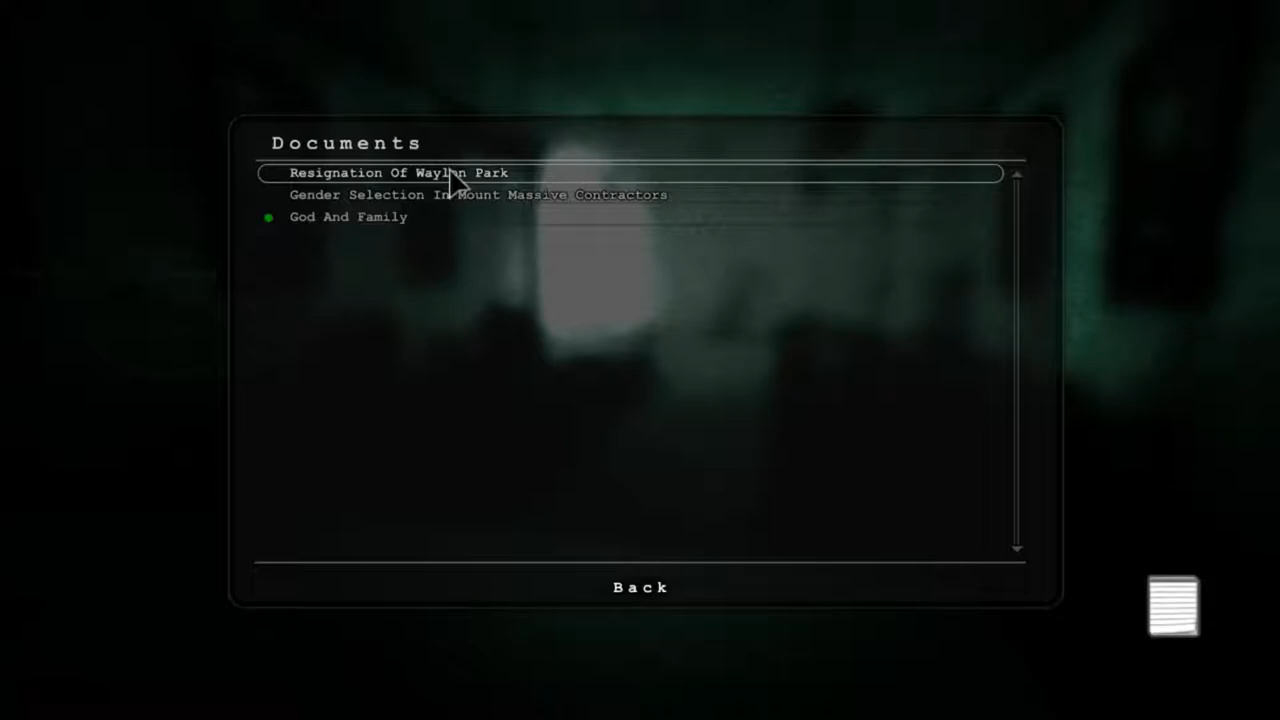 Documents
Resignation Of Waylon Park
Gender Selection In Mount Massive Contractors
God And Family
Back